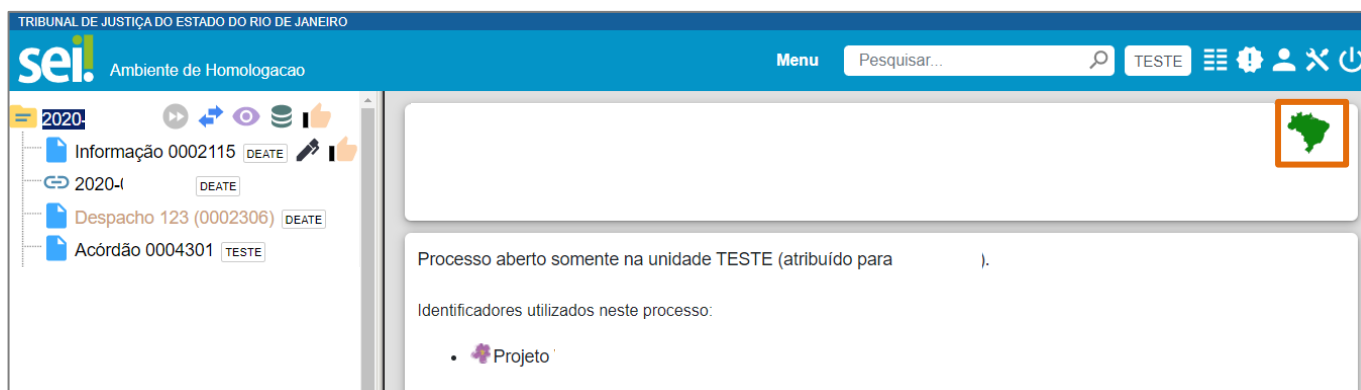 TRIBUNAL DE JUSTIÇA DO ESTADO DO RIO DE JANEIRO
sei!
Ambiente de Homologacao
Menu
Pesquisar...
TESTE
2020-
Informação 0002115 DEATE
2020-
DEATE
Despacho 123 (0002306) DEATE
Acórdão 0004301 TESTE
Processo aberto somente na unidade TESTE (atribuído para ).
Identificadores utilizados neste processo:
Projeto